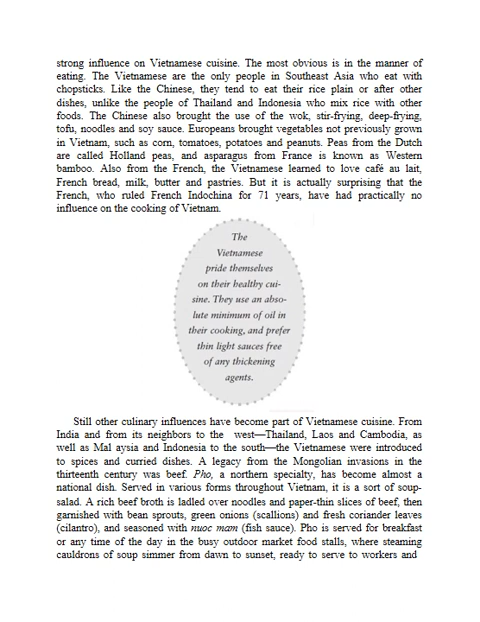 strong influence on Vietnamese cuisine. The most obvious is in the manner of
eating. The Vietnamese are the only people in Southeast Asia who eat with
chopsticks. Like the Chinese, they tend to eat their rice plain or after other
dishes, unlike the people of Thailand and Indonesia who mix rice with other
foods. The Chinese also brought the use of the wok, stir-frying, deep-frying,
tofu, noodles and soy sauce. Europeans brought vegetables not previously grown
in Vietnam, such as corn, tomatoes, potatoes and peanuts. Peas from the Dutch
are called Holland peas, and asparagus from France is known as Western
bamboo. Also from the French, the Vietnamese learned to love café au lait,
French bread, milk, butter and pastries. But it is actually surprising that the
French, who ruled French Indochina for 71 years, have had practically no
influence on the cooking of Vietnam.
The
Vietnamese
pride themselves
on their healthy cui-
sine. They use an abso-
lute minimum of oil in
their cooking, and prefer
thin light sauces free
of any thickening
agents.
Still other culinary influences have become part of Vietnamese cuisine. From
India and from its neighbors to the west—Thailand, Laos and Cambodia, as
well as Mal aysia and Indonesia to the south—the Vietnamese were introduced
to spices and curried dishes. A legacy from the Mongolian invasions in the
thirteenth century was beef. Pho, a northern specialty, has become almost a
national dish. Served in various forms throughout Vietnam, it is a sort of soup-
salad. A rich beef broth is ladled over noodles and paper-thin slices of beef, then
garnished with bean sprouts, green onions (scallions) and fresh coriander leaves
(cilantro), and seasoned with nuoc mam (fish sauce). Pho is served for breakfast
or any time of the day in the busy outdoor market food stalls, where steaming
cauldrons of soup simmer from dawn to sunset, ready to serve to workers and